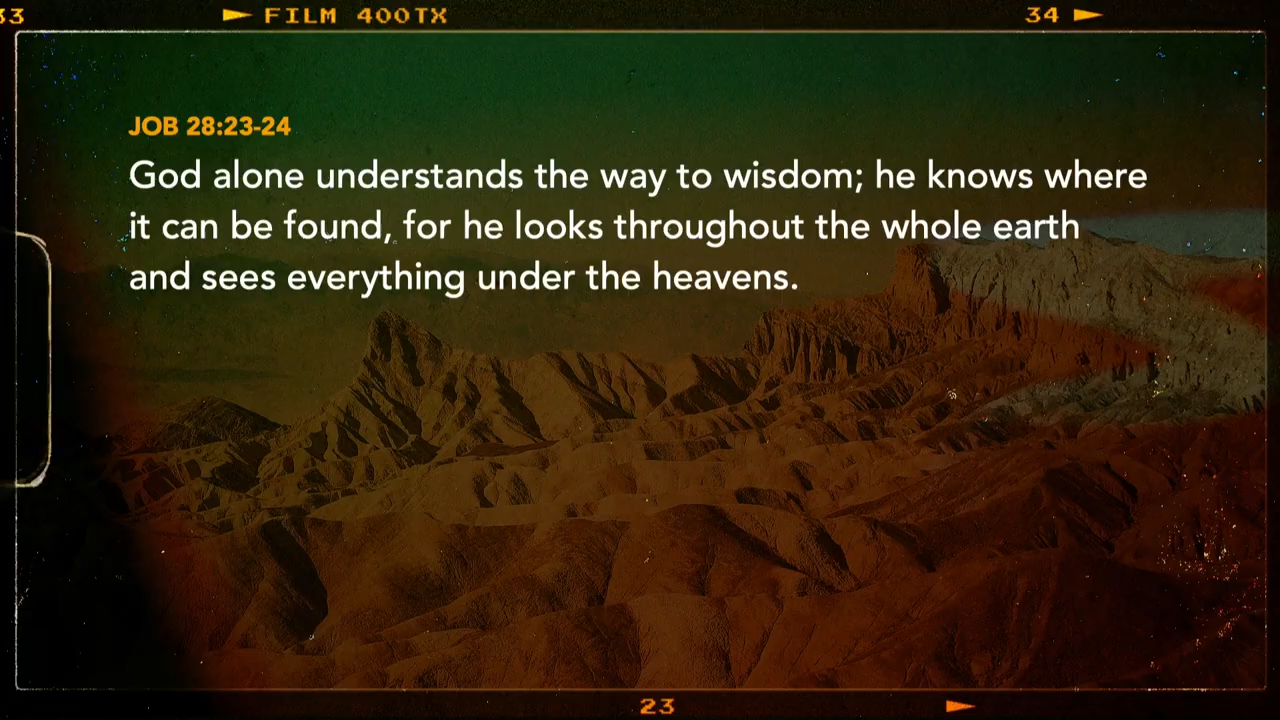 33 FILM 400TX 34
JOB 28:23-24
God alone understands the way to wisdom; he knows where
it can be found, for he looks throughout the whole earth
and sees everything under the heavens.
23